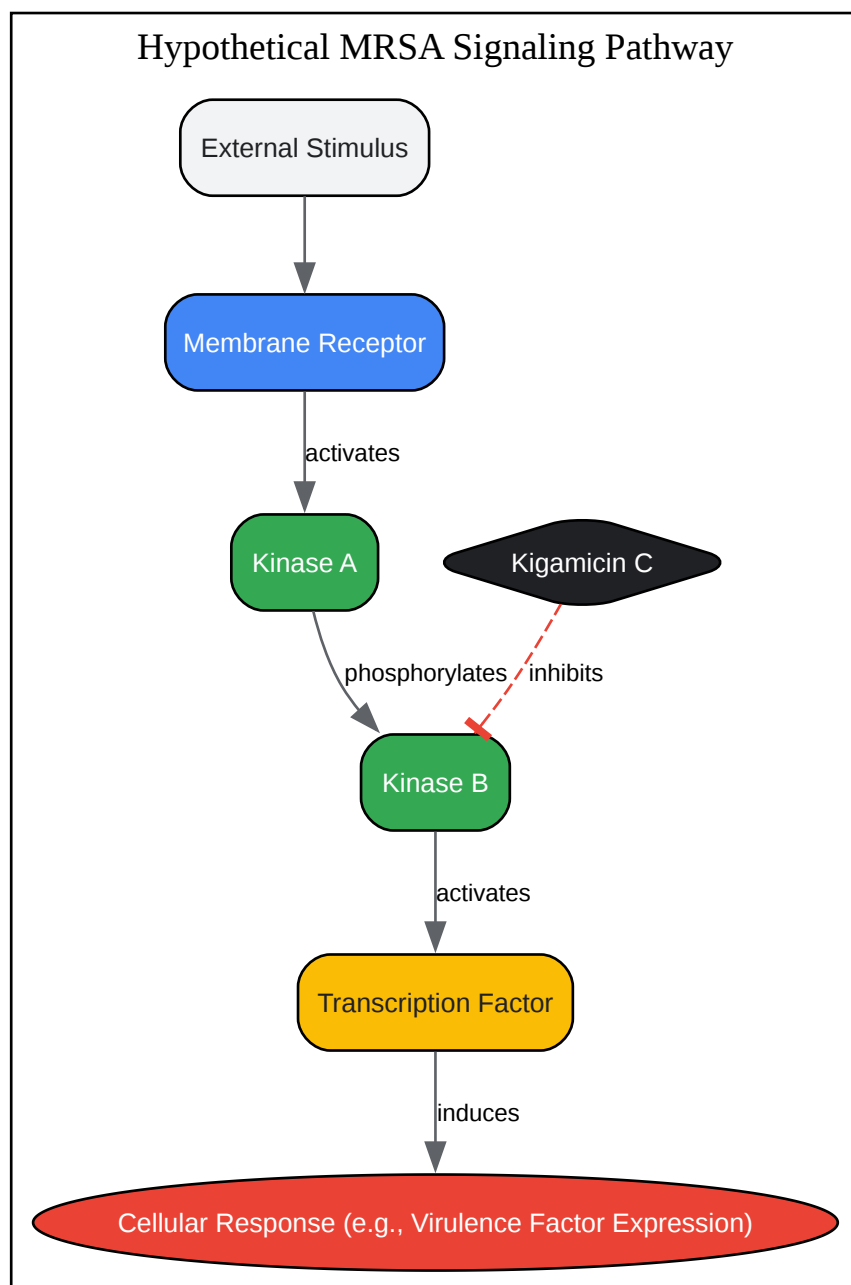 Hypothetical MRSA Signaling Pathway
External Stimulus
Membrane Receptor
activates
Kinase A
Kigamicin C
phosphorylates
inhibits
Kinase B
activates
Transcription Factor
induces
Cellular Response (e.g., Virulence Factor Expression)